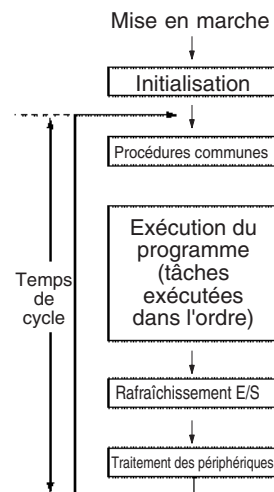 Mise en marche
Initialisation
Procédures communes
Exécution du
programme
(tâches
exécutées
dans l'ordre)
Temps
de
cycle
Rafraîchissement E/S
Traitement des périphériques